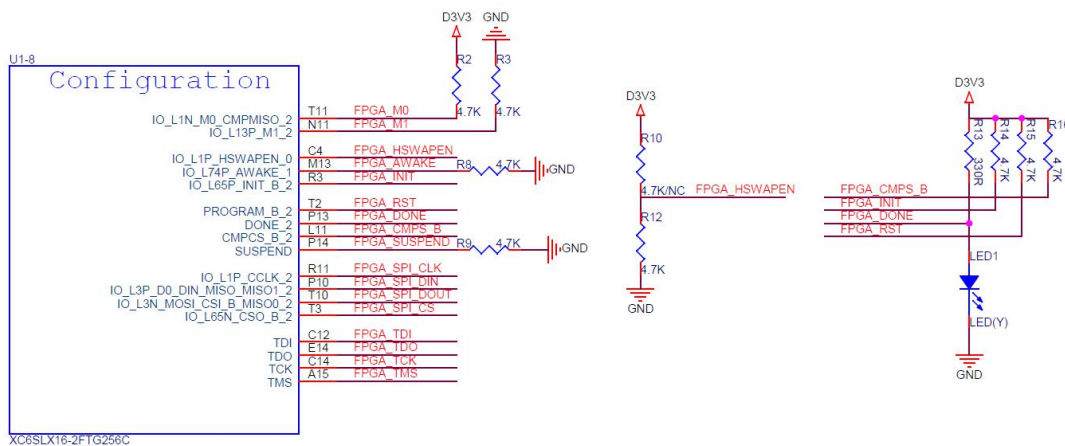 U1-8
Configuration
IO_L1N_M0_CMPMISO_2 T11 FPGA_M0
IO_L13P_M1_2 N11 FPGA_M1
IO_L1P_HSWAPEN_0 C4 FPGA_HSWAPEN
IO_L74P_AWAKE_1 M13 FPGA_AWAKE
IO_L65P_INIT_B_2 R3 FPGA_INIT
PROGRAM_B_2 T2 FPGA_RST
DONE_2 P13 FPGA_DONE
CMPCS_B_2 L11 FPGA_CMPS_B
SUSPEND P14 FPGA_SUSPEND
IO_L1P_CCLK_2 R11 FPGA_SPI_CLK
IO_L3P_D0_DIN_MISO_MISO1_2 P10 FPGA_SPI_DIN
IO_L3N_MOSI_CSI_B_MISO0_2 T10 FPGA_SPI_DOUT
IO_L65N_CSO_B_2 T3 FPGA_SPI_CS
TDI C12 FPGA_TDI
TDO E14 FPGA_TDO
TCK C14 FPGA_TCK
TMS A15 FPGA_TMS
XC6SLX16-2FTG256C
D3V3 GND
R2 R3
4.7K 4.7K
R8 4.7K GND
R9 4.7K GND
D3V3
R10
4.7K/NC FPGA_HSWAPEN
R12
4.7K
GND
D3V3
R13 R14 R15 R16
330R 4.7K 4.7K 4.7K
FPGA_CMPS_B
FPGA_INIT
FPGA_DONE
FPGA_RST
LED1
LED(Y)
GND